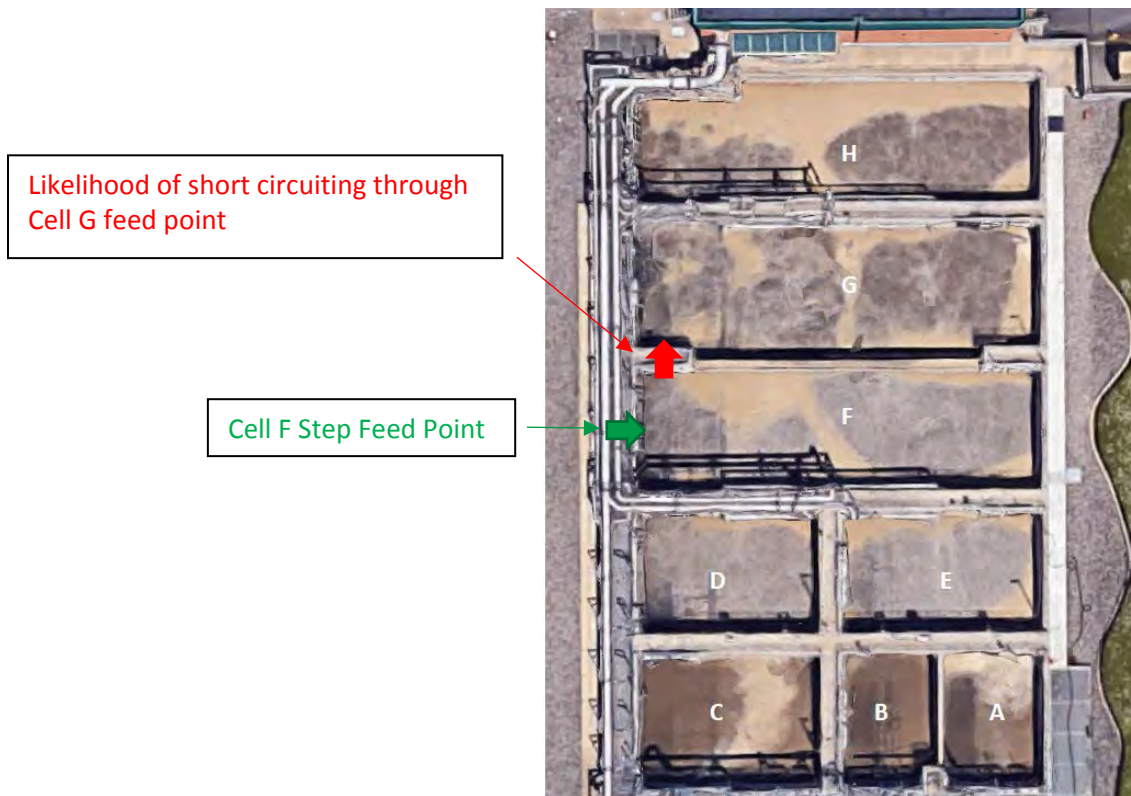 H
Likelihood of short circuiting through
Cell G feed point
G
Cell F Step Feed Point
F
D
E
C
B
A